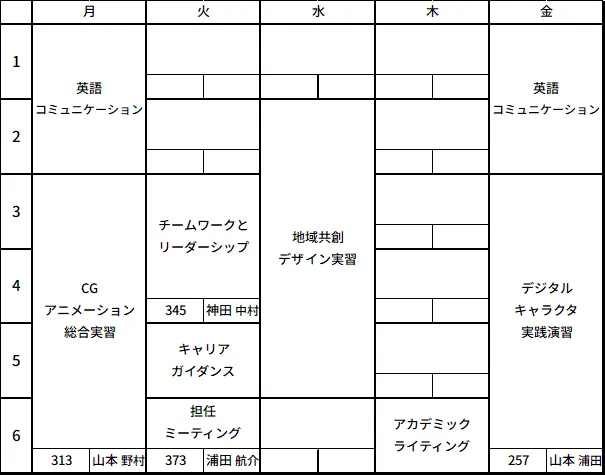 月 火 水 木 金
1
英語
コミュニケーション
英語
コミュニケーション
2
3
チームワークと
リーダーシップ
地域共創
デザイン実習
4
CG
アニメーション
総合実習
デジタル
キャラクタ
実践演習
345 神田 中村
5
キャリア
ガイダンス
6
担任
ミーティング
アカデミック
ライティング
313 山本 野村 373 浦田 航介 257 山本 浦田